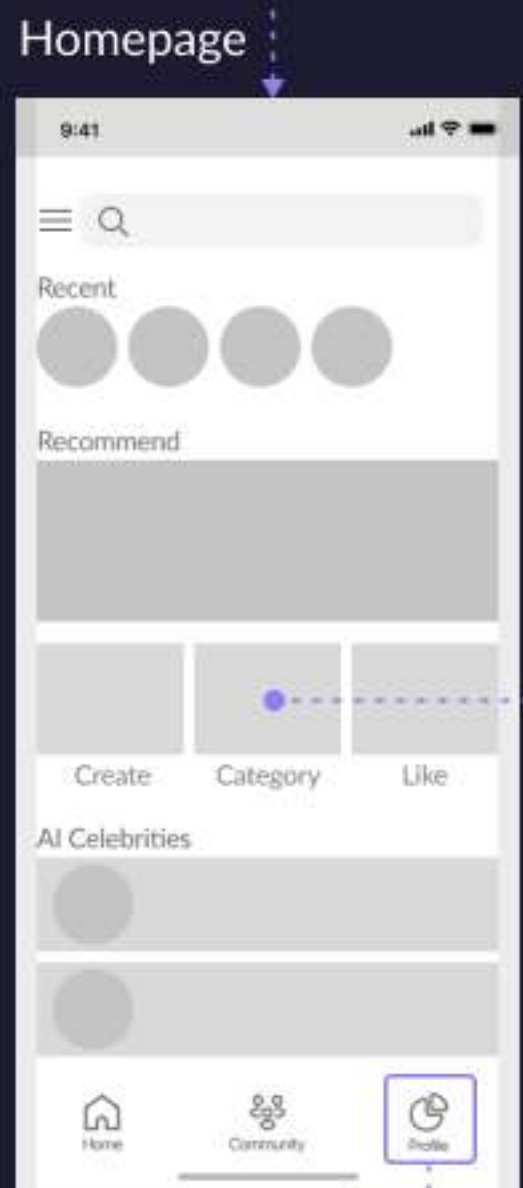 Homepage
9:41
Recent
Recommend
Create Category Like
AI Celebrities
Home Community Profile